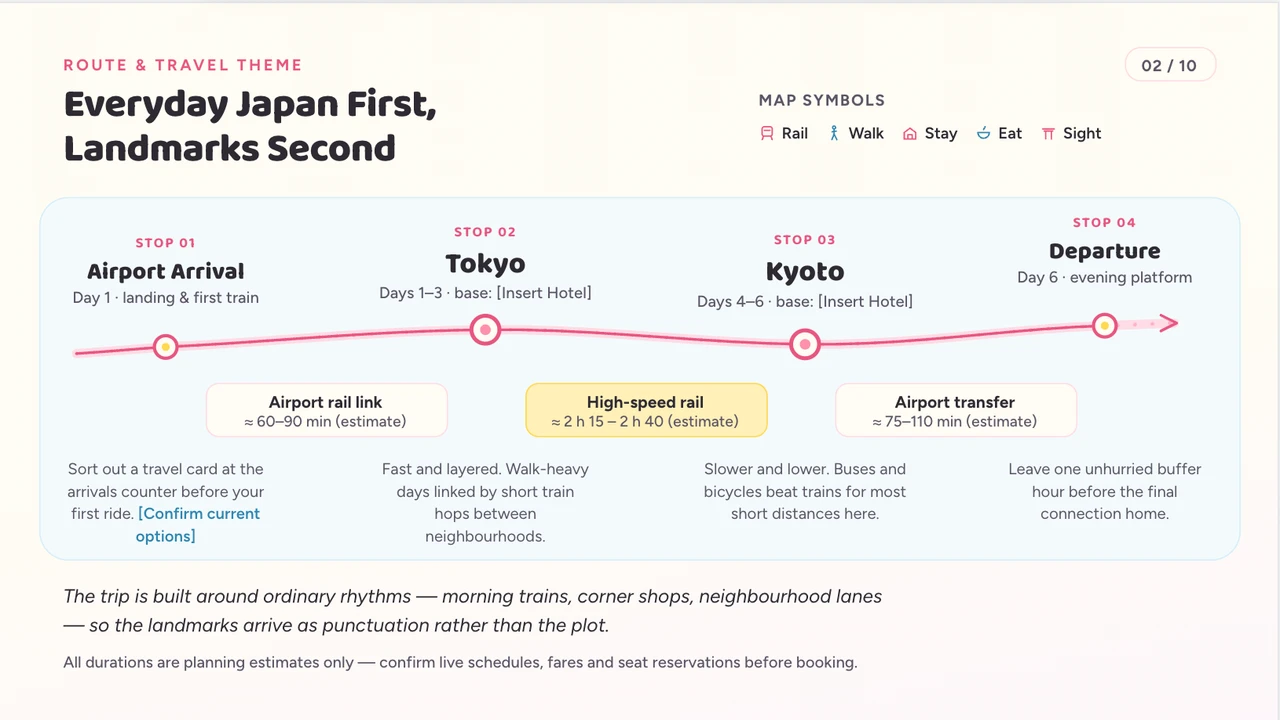 ROUTE & TRAVEL THEME
Everyday Japan First,
Landmarks Second
02 / 10
MAP SYMBOLS
Rail Walk Stay Eat Sight
STOP 01
Airport Arrival
Day 1 · landing & first train
STOP 02
Tokyo
Days 1–3 · base: [Insert Hotel]
STOP 03
Kyoto
Days 4–6 · base: [Insert Hotel]
STOP 04
Departure
Day 6 · evening platform
Airport rail link
≈ 60–90 min (estimate)
High-speed rail
≈ 2 h 15 – 2 h 40 (estimate)
Airport transfer
≈ 75–110 min (estimate)
Sort out a travel card at the
arrivals counter before your
first ride. [Confirm current
options]
Fast and layered. Walk-heavy
days linked by short train
hops between
neighbourhoods.
Slower and lower. Buses and
bicycles beat trains for most
short distances here.
Leave one unhurried buffer
hour before the final
connection home.
The trip is built around ordinary rhythms — morning trains, corner shops, neighbourhood lanes
— so the landmarks arrive as punctuation rather than the plot.
All durations are planning estimates only — confirm live schedules, fares and seat reservations before booking.